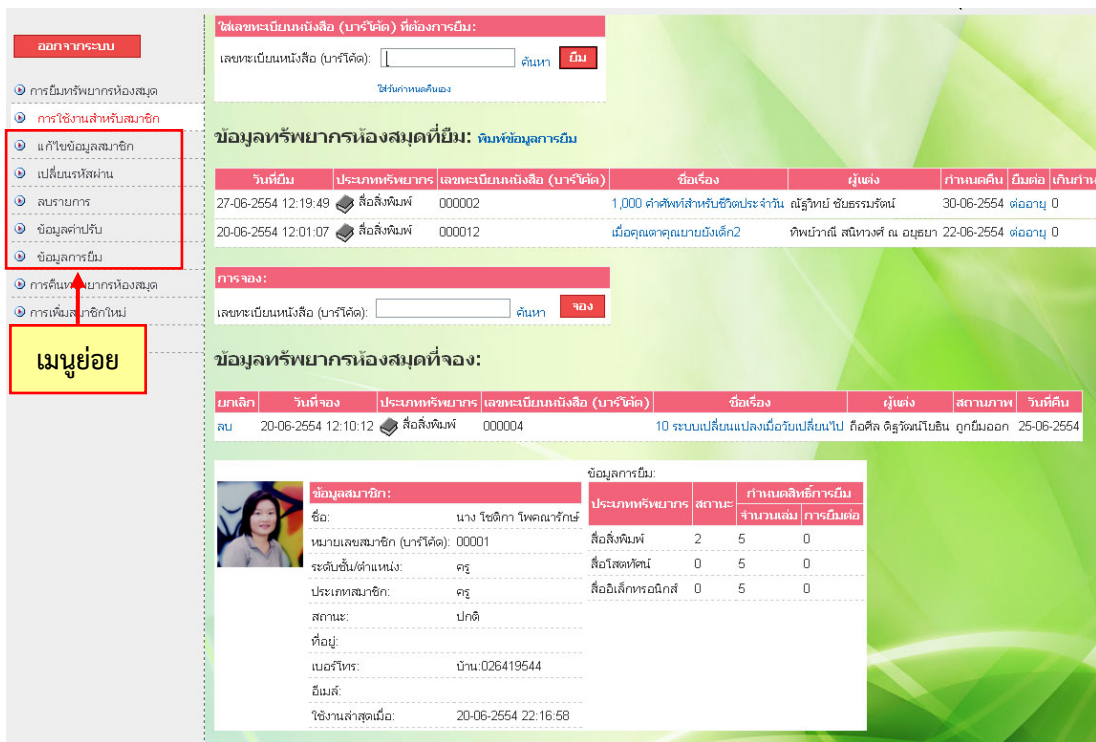 ออกจากระบบ
การยืมทรัพยากรห้องสมุด
การใช้งานสำหรับสมาชิก
แก้ไขข้อมูลสมาชิก
เปลี่ยนรหัสผ่าน
ลบรายการ
ข้อมูลค่าปรับ
ข้อมูลการยืม
การคืนทรัพยากรห้องสมุด
การเพิ่มสมาชิกใหม่
เมนูย่อย
ใส่เลขทะเบียนหนังสือ (บาร์โค้ด) ที่ต้องการยืม:
เลขทะเบียนหนังสือ (บาร์โค้ด): ค้นหา ยืม
ใส่วันกำหนดคืนเอง
ข้อมูลทรัพยากรห้องสมุดที่ยืม: พิมพ์ข้อมูลการยืม
วันที่ยืม ประเภททรัพยากร เลขทะเบียนหนังสือ (บาร์โค้ด) ชื่อเรื่อง ผู้แต่ง กำหนดคืน ยืมต่อ เกินกำห
27-06-2554 12:19:49 สื่อสิ่งพิมพ์ 000002 1,000 คำศัพท์สำหรับชีวิตประจำวัน ณัฐวิทย์ ชัยธรรมรัตน์ 30-06-2554 ต่ออายุ 0
20-06-2554 12:01:07 สื่อสิ่งพิมพ์ 000012 เมื่อคุณตาคุณยายยังเด็ก2 ทิพย์วาณี สนิทวงศ์ ณ อยุธยา 22-06-2554 ต่ออายุ 0
การจอง:
เลขทะเบียนหนังสือ (บาร์โค้ด): ค้นหา จอง
ข้อมูลทรัพยากรห้องสมุดที่จอง:
ยกเลิก วันที่จอง ประเภททรัพยากร เลขทะเบียนหนังสือ (บาร์โค้ด) ชื่อเรื่อง ผู้แต่ง สถานภาพ วันที่คืน
ลบ 20-06-2554 12:10:12 สื่อสิ่งพิมพ์ 000004 10 ระบบเปลี่ยนแปลงเมื่อวัยเปลี่ยนไป ถือศีล ดิฐวัฒน์โยธิน ถูกยืมออก 25-06-2554
ข้อมูลสมาชิก:
ชื่อ: นาง โชติกา โพคณารักษ์
หมายเลขสมาชิก (บาร์โค้ด): 00001
ระดับชั้น/ตำแหน่ง: ครู
ประเภทสมาชิก: ครู
สถานะ: ปกติ
ที่อยู่:
เบอร์โทร: บ้าน:026419544
อีเมล์:
ใช้งานล่าสุดเมื่อ: 20-06-2554 22:16:58
ข้อมูลการยืม:
ประเภททรัพยากร สถานะ กำหนดสิทธิ์การยืม
จำนวนเล่ม การยืมต่อ
สื่อสิ่งพิมพ์ 2 5 0
สื่อโสตทัศน์ 0 5 0
สื่ออิเล็กทรอนิกส์ 0 5 0